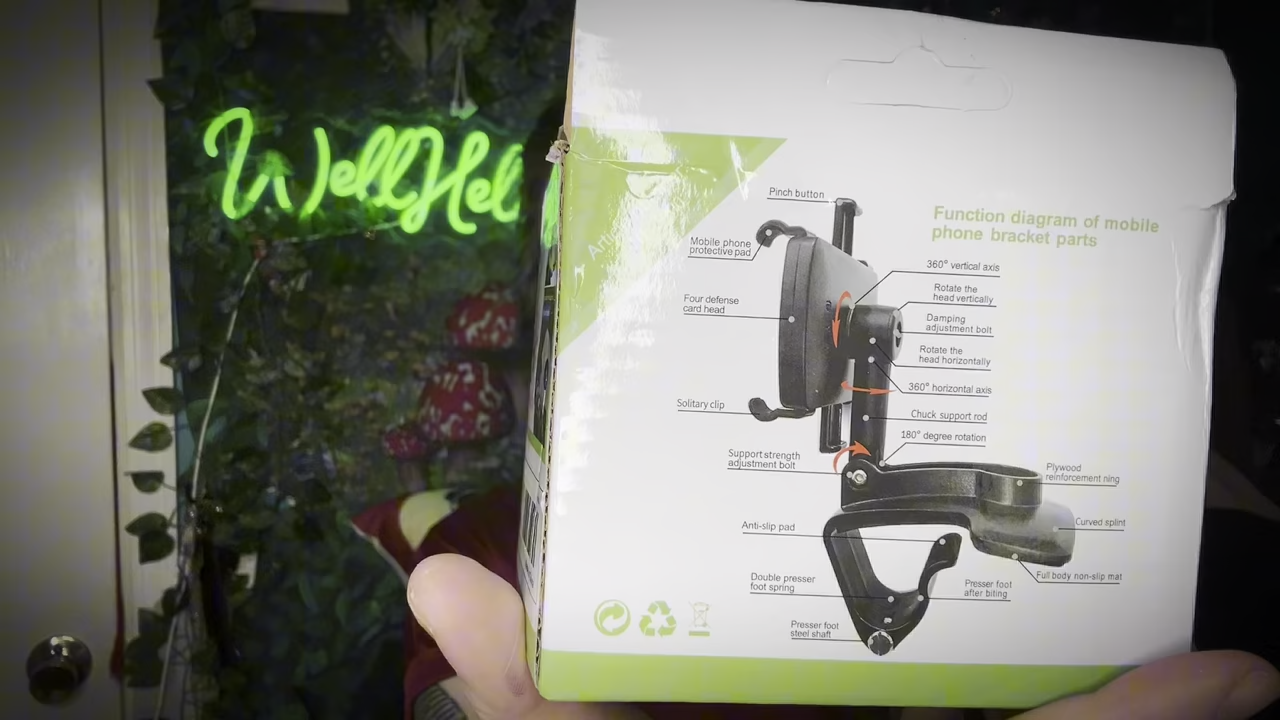 WellHel
Function diagram of mobile
phone bracket parts
Pinch button
Mobile phone
protective pad
Four defense
card head
Solitary clip
Support strength
adjustment bolt
Anti-slip pad
Double presser
foot spring
Presser foot
steel shaft
360° vertical axis
Rotate the
head vertically
Damping
adjustment bolt
Rotate the
head horizontally
360° horizontal axis
Chuck support rod
180° degree rotation
Plywood
reinforcement ning
Curved splint
Full body non-slip mat
Presser foot
after biting